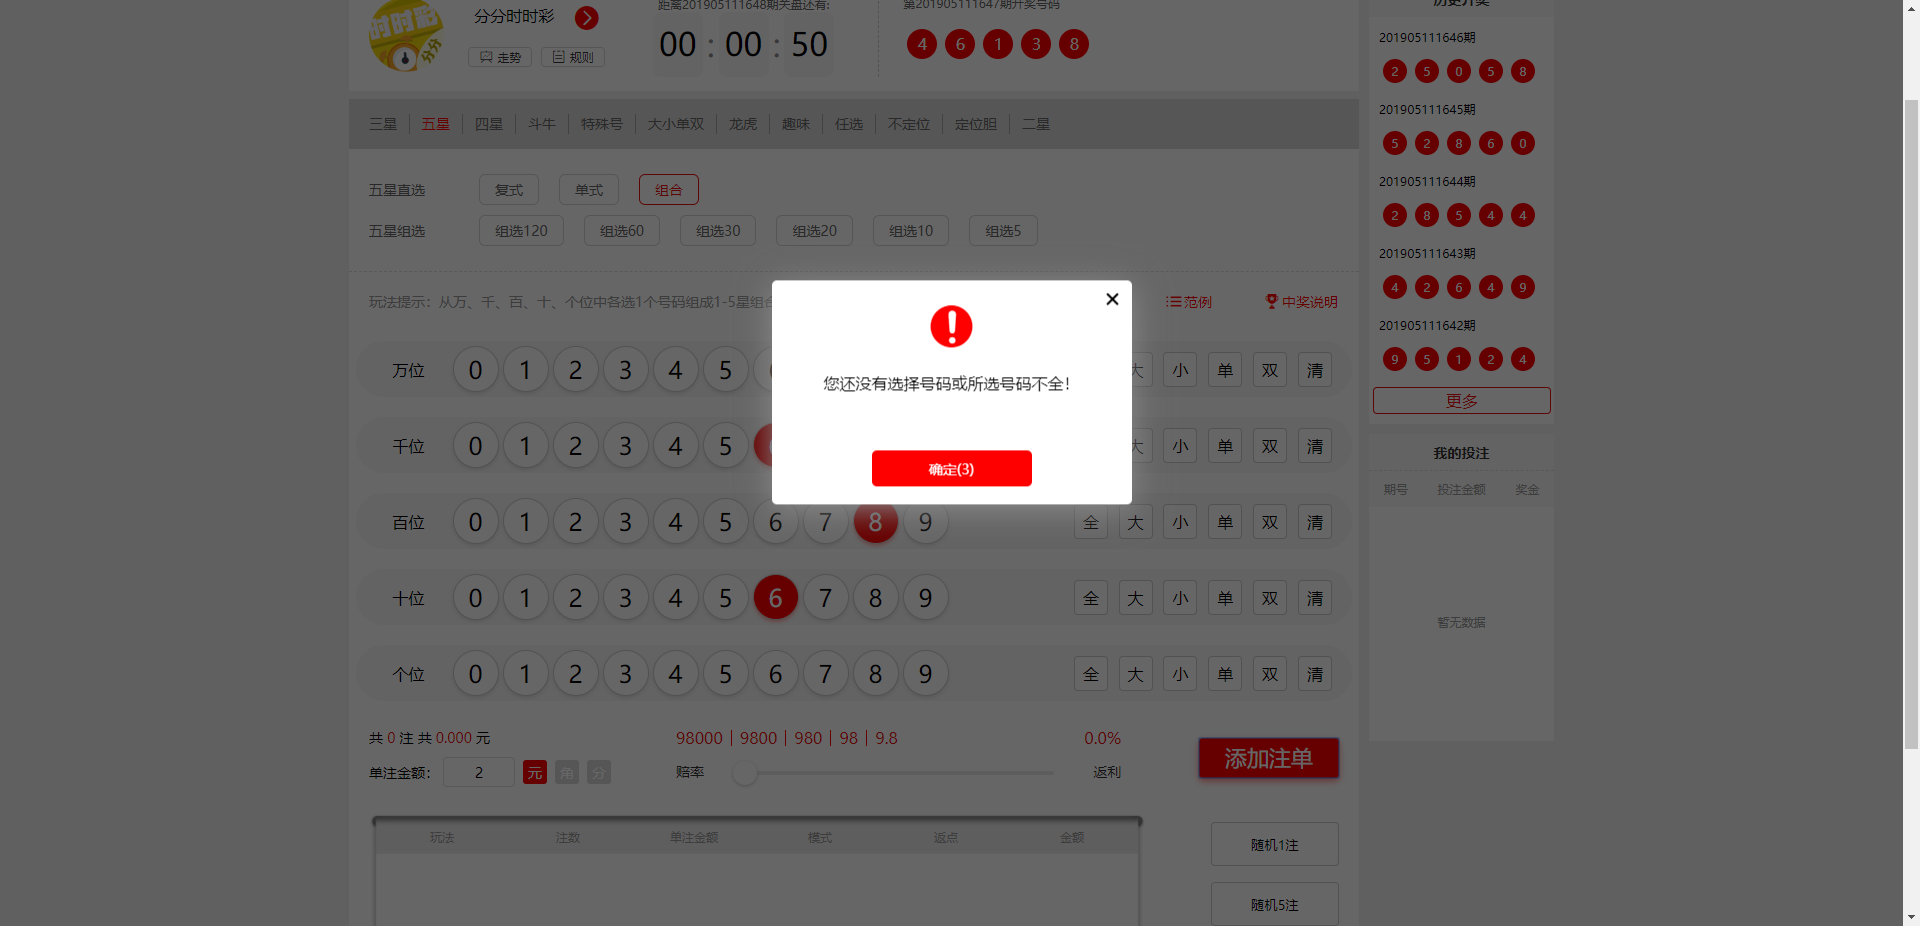 时时彩
分分
分分时时彩
走势
规则
距离201905111648期关盘还有:
00 : 00 : 50
第201905111647期开奖号码
4 6 1 3 8
三星 五星 四星 斗牛 特殊号 大小单双 龙虎 趣味 任选 不定位 定位胆 二星
五星直选 复式 单式 组合
五星组选 组选120 组选60 组选30 组选20 组选10 组选5
玩法提示：从万、千、百、十、个位中各选1个号码组成1-5星组合
范例 中奖说明
您还没有选择号码或所选号码不全！
确定(3)
万位 0 1 2 3 4 5 大 小 单 双 清
千位 0 1 2 3 4 5 大 小 单 双 清
百位 0 1 2 3 4 5 6 7 8 9 全 大 小 单 双 清
十位 0 1 2 3 4 5 6 7 8 9 全 大 小 单 双 清
个位 0 1 2 3 4 5 6 7 8 9 全 大 小 单 双 清
共 0 注 共 0.000 元
98000 | 9800 | 980 | 98 | 9.8
0.0%
单注金额： 2 元 角 分
赔率
返利
添加注单
玩法 注数 单注金额 模式 返点 金额
随机1注
随机5注
历史开奖
201905111646期
2 5 0 5 8
201905111645期
5 2 8 6 0
201905111644期
2 8 5 4 4
201905111643期
4 2 6 4 9
201905111642期
9 5 1 2 4
更多
我的投注
期号 投注金额 奖金
暂无数据